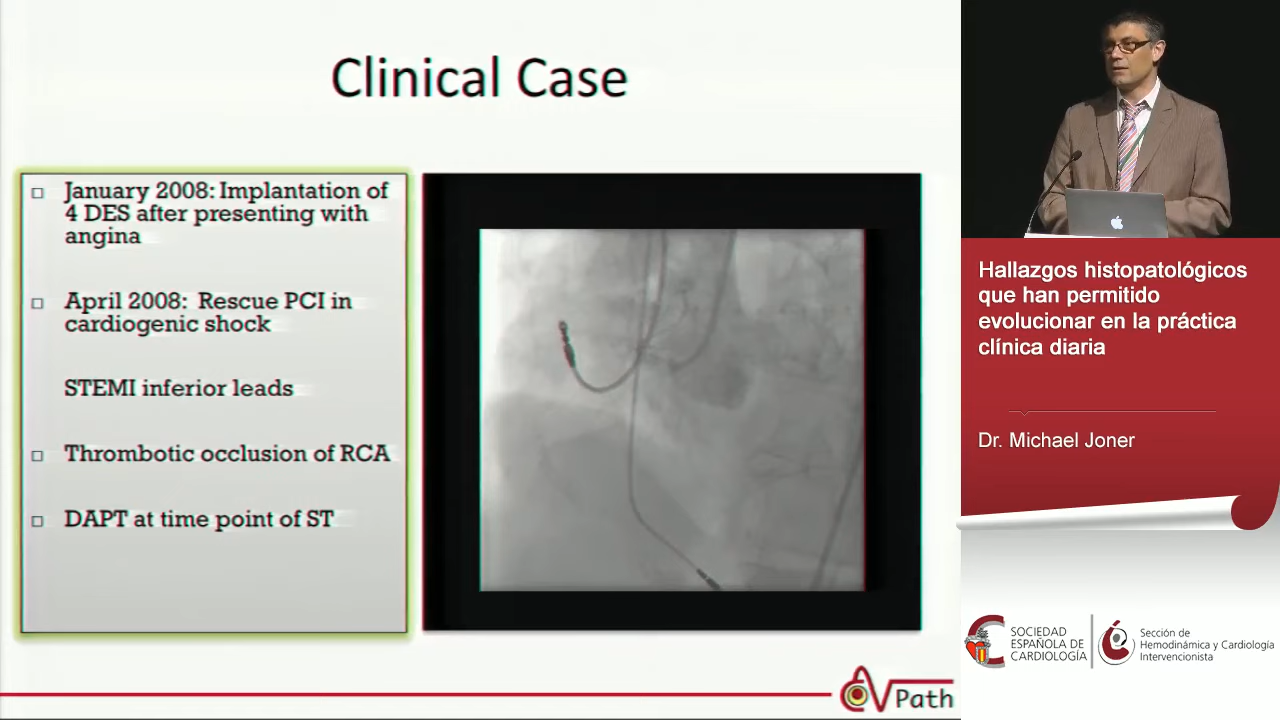 Clinical Case
January 2008: Implantation of
4 DES after presenting with
angina
April 2008: Rescue PCI in
cardiogenic shock
STEMI inferior leads
Thrombotic occlusion of RCA
DAPT at time point of ST
CVPath
Hallazgos histopatológicos
que han permitido
evolucionar en la práctica
clínica diaria
Dr. Michael Joner
SOCIEDAD
ESPAÑOLA DE
CARDIOLOGÍA
Sección de
Hemodinámica y Cardiología
Intervencionista